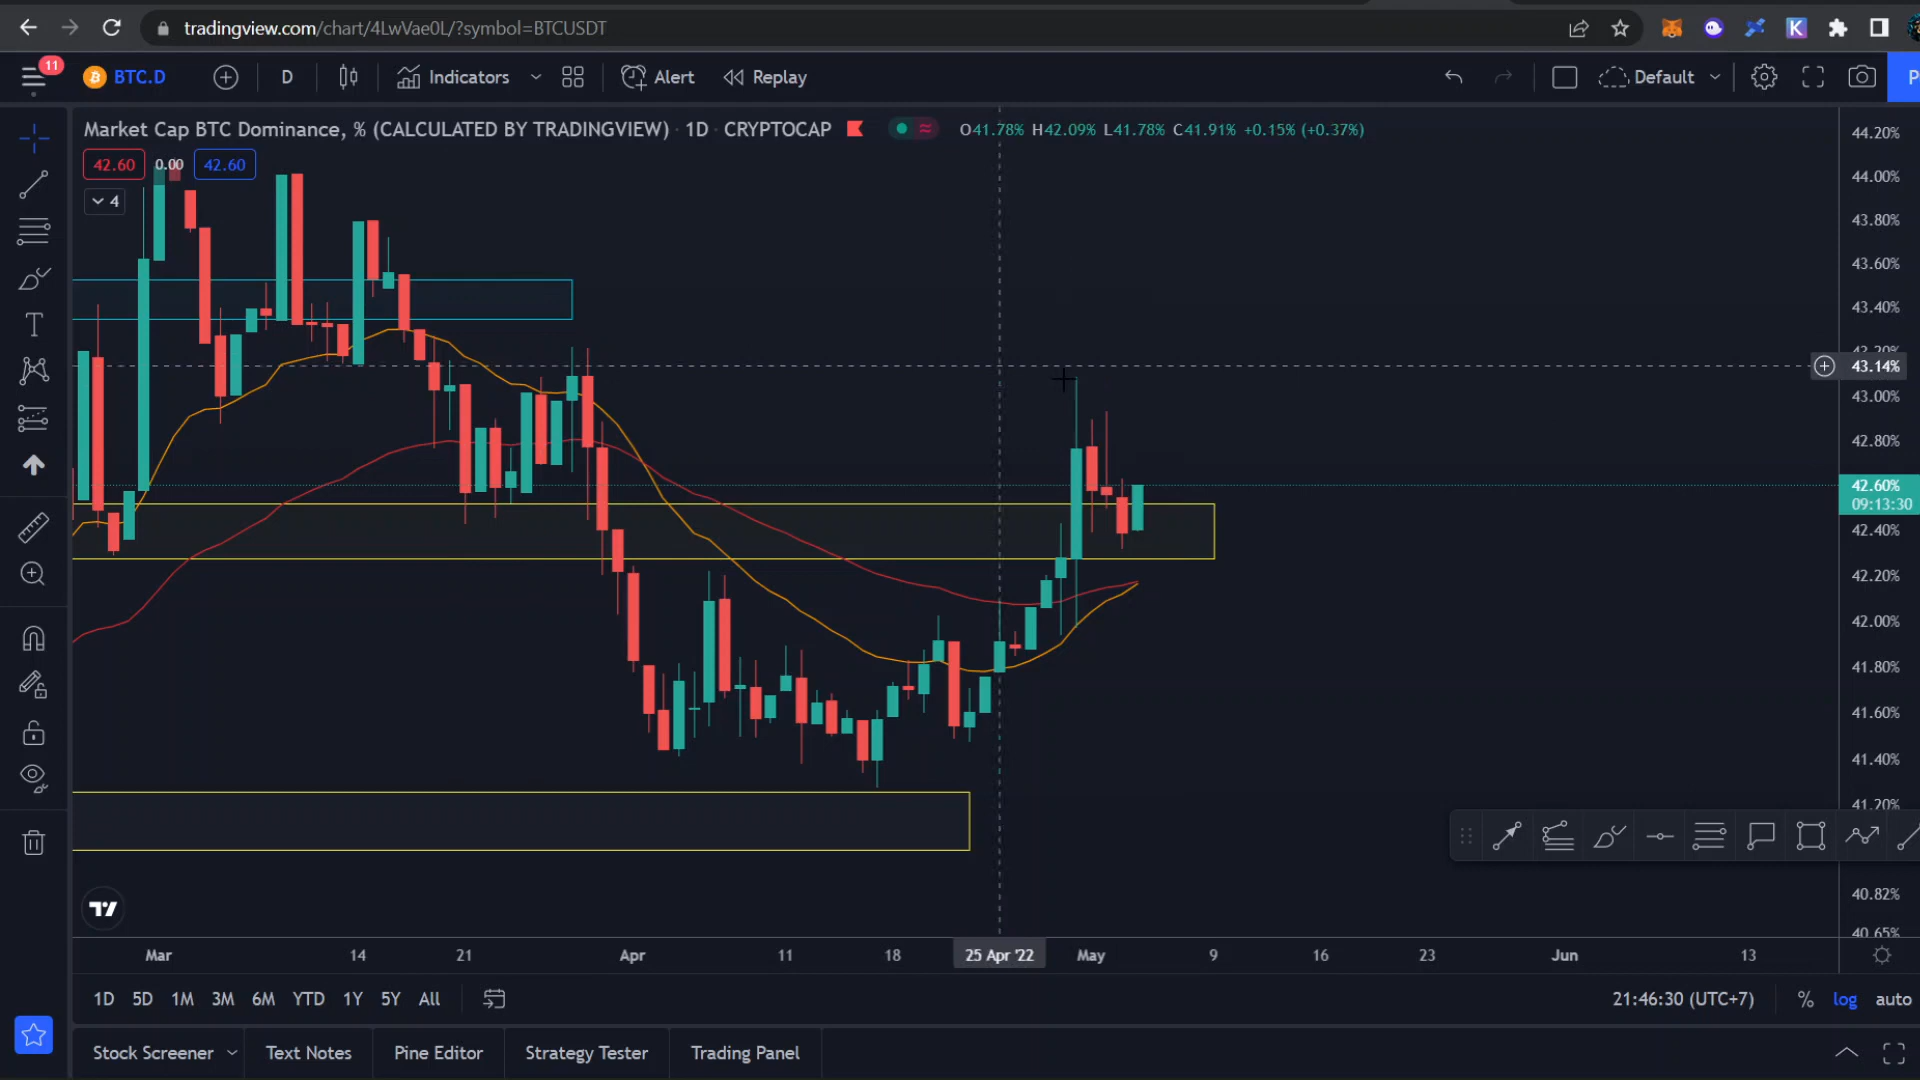 tradingview.com/chart/4LwVae0L/?symbol=BTCUSDT
K
11
BTC.D
D
Indicators
Alert
Replay
Default
P
Market Cap BTC Dominance, % (CALCULATED BY TRADINGVIEW) · 1D · CRYPTOCAP
O41.78% H42.09% L41.78% C41.91% +0.15% (+0.37%)
42.60
0.00
42.60
4
44.20%
44.00%
43.80%
43.60%
43.40%
43.20%
43.14%
43.00%
42.80%
42.60%
09:13:30
42.40%
42.20%
42.00%
41.80%
41.60%
41.40%
41.20%
40.82%
40.65%
Mar
14
21
Apr
11
18
25 Apr '22
May
9
16
23
Jun
13
1D
5D
1M
3M
6M
YTD
1Y
5Y
All
21:46:30 (UTC+7)
%
log
auto
Stock Screener
Text Notes
Pine Editor
Strategy Tester
Trading Panel